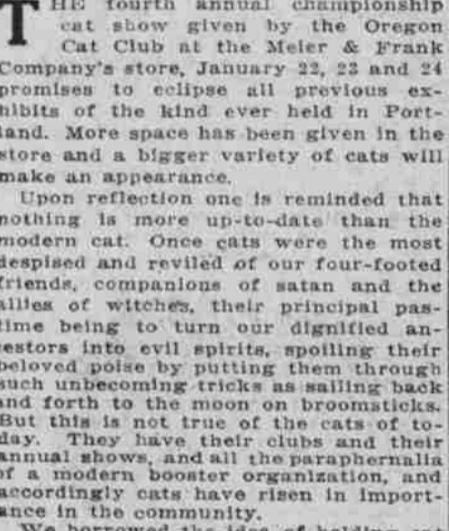 THE fourth annual championship
cat show given by the Oregon
Cat Club at the Meier & Frank
Company's store, January 22, 23 and 24
promises to eclipse all previous ex-
hibits of the kind ever held in Port-
land. More space has been given in the
store and a bigger variety of cats will
make an appearance.
Upon reflection one is reminded that
nothing is more up-to-date than the
modern cat. Once cats were the most
despised and reviled of our four-footed
friends, companions of satan and the
allies of witches, their principal pas-
time being to turn our dignified an-
cestors into evil spirits, spoiling their
beloved poise by putting them through
such unbecoming tricks as sailing back
and forth to the moon on broomsticks.
But this is not true of the cats of to-
day. They have their clubs and their
annual shows, and all the paraphernalia
of a modern booster organization, and
accordingly cats have risen in import-
ance in the community.
We borrowed the idea of holding cat